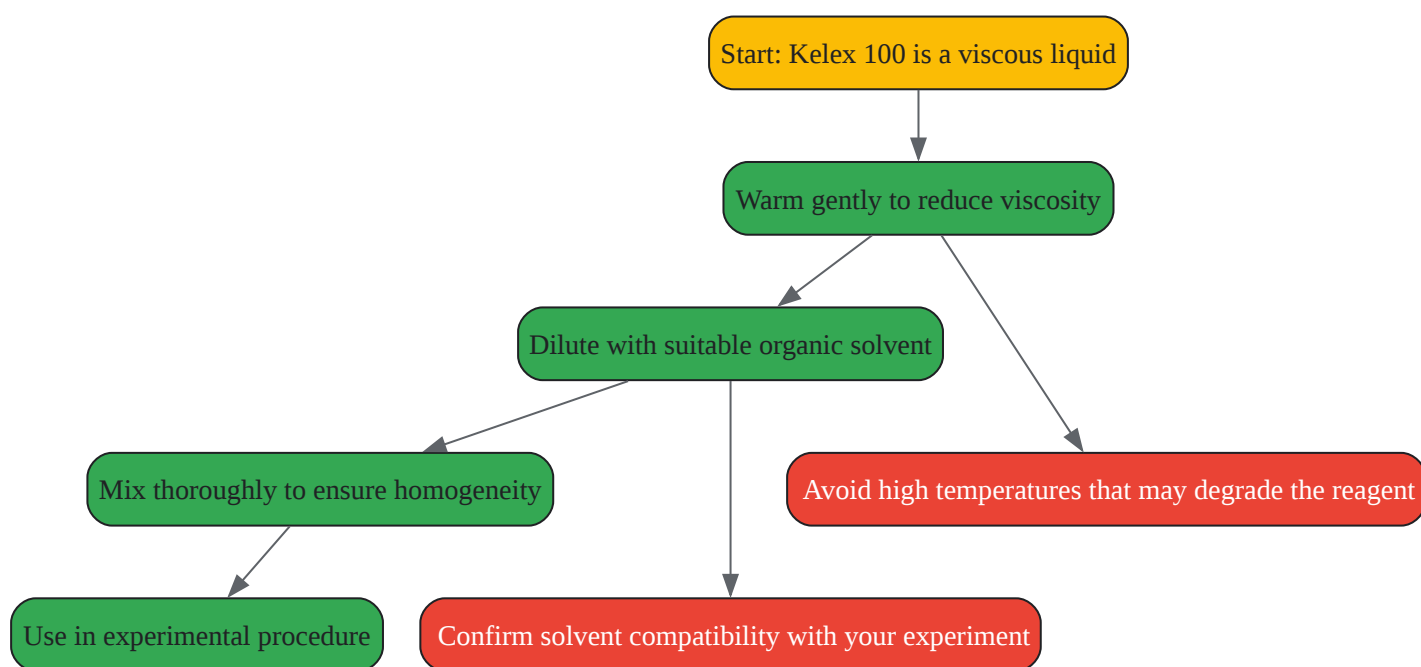 Start: Kelex 100 is a viscous liquid
Warm gently to reduce viscosity
Dilute with suitable organic solvent
Mix thoroughly to ensure homogeneity
Avoid high temperatures that may degrade the reagent
Use in experimental procedure
Confirm solvent compatibility with your experiment